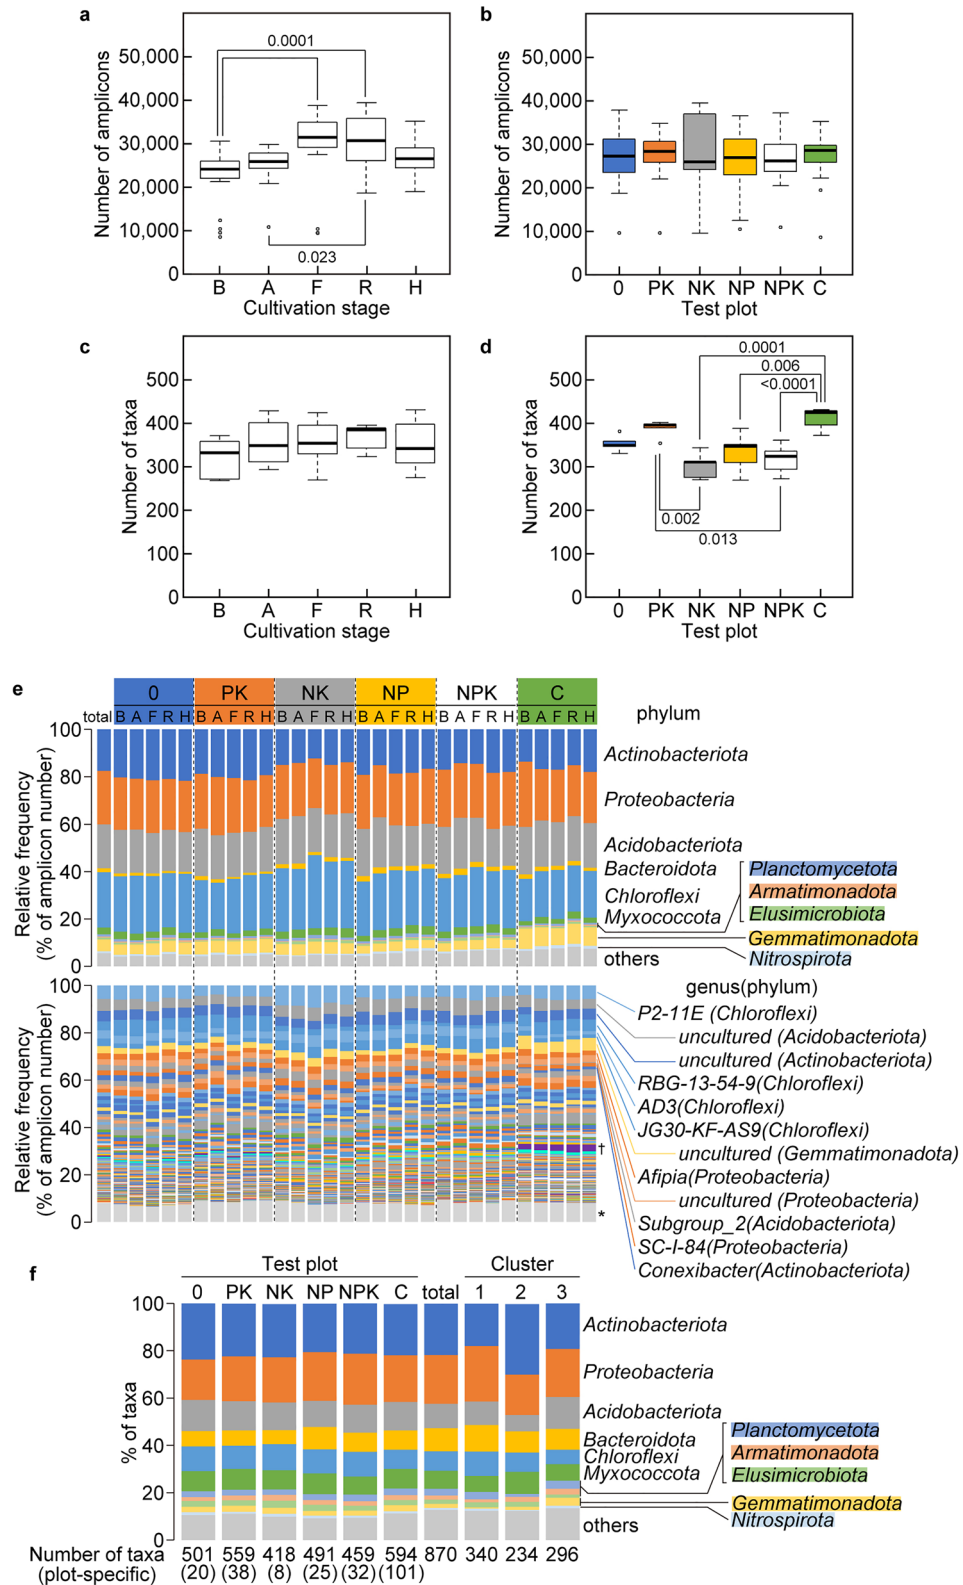 a
b
Number of amplicons
50,000
40,000
30,000
20,000
10,000
0
0.0001
0.023
B A F R H
Cultivation stage
Number of amplicons
50,000
40,000
30,000
20,000
10,000
0
0 PK NK NP NPK C
Test plot
c
d
Number of taxa
500
400
300
200
100
0
B A F R H
Cultivation stage
Number of taxa
500
400
300
200
100
0
0.0001
0.006
<0.0001
0.002
0.013
0 PK NK NP NPK C
Test plot
e
0 PK NK NP NPK C
total B A F R H B A F R H B A F R H B A F R H B A F R H B A F R H
phylum
Relative frequency
(% of amplicon number)
100
80
60
40
20
0
Actinobacteriota
Proteobacteria
Acidobacteriota
Bacteroidota
Chloroflexi
Myxococcota
others
Planctomycetota
Armatimonadota
Elusimicrobiota
Gemmatimonadota
Nitrospirota
Relative frequency
(% of amplicon number)
100
80
60
40
20
0
genus(phylum)
P2-11E (Chloroflexi)
uncultured (Acidobacteriota)
uncultured (Actinobacteriota)
RBG-13-54-9(Chloroflexi)
AD3(Chloroflexi)
JG30-KF-AS9(Chloroflexi)
†
uncultured (Gemmatimonadota)
Afipia(Proteobacteria)
uncultured (Proteobacteria)
*
Subgroup_2(Acidobacteriota)
SC-I-84(Proteobacteria)
Conexibacter(Actinobacteriota)
f
Test plot
Cluster
0 PK NK NP NPK C total 1 2 3
% of taxa
100
80
60
40
20
0
Actinobacteriota
Proteobacteria
Acidobacteriota
Bacteroidota
Chloroflexi
Myxococcota
others
Planctomycetota
Armatimonadota
Elusimicrobiota
Gemmatimonadota
Nitrospirota
Number of taxa 501 559 418 491 459 594 870 340 234 296
(plot-specific) (20) (38) (8) (25) (32) (101)